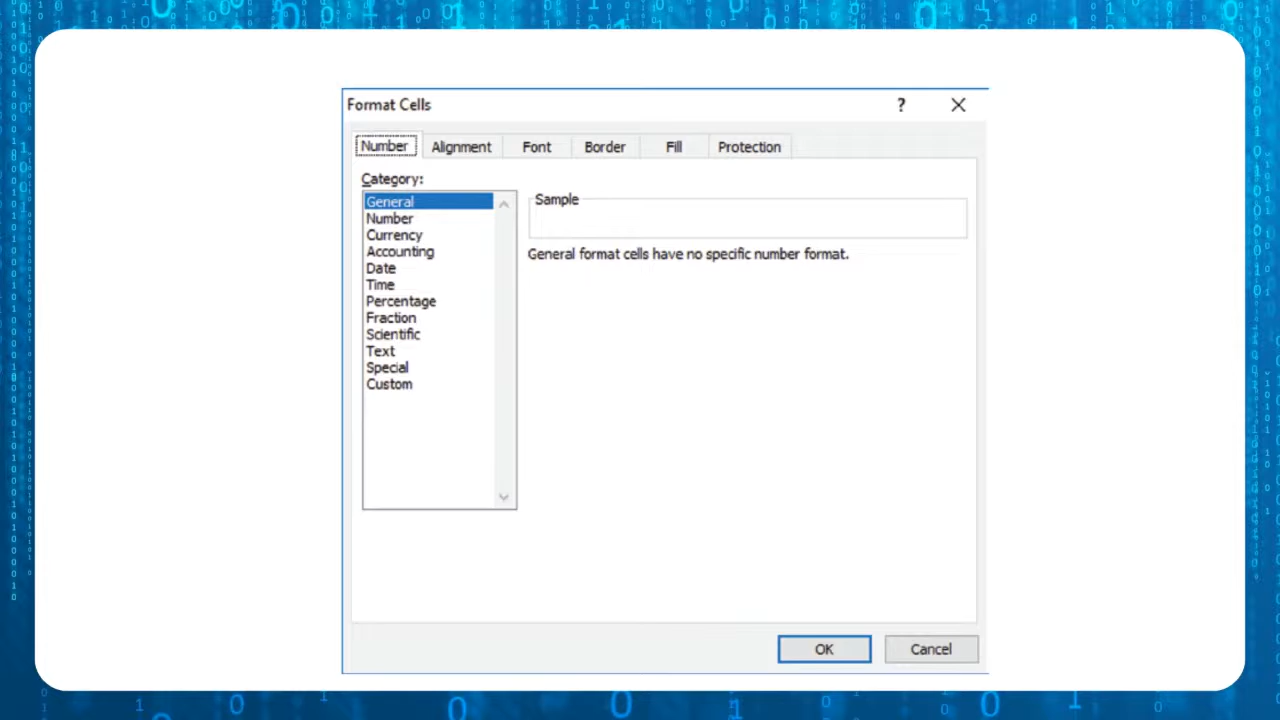 Format Cells ? X
Number Alignment Font Border Fill Protection
Category:
General
Number
Currency
Accounting
Date
Time
Percentage
Fraction
Scientific
Text
Special
Custom
Sample
General format cells have no specific number format.
OK Cancel